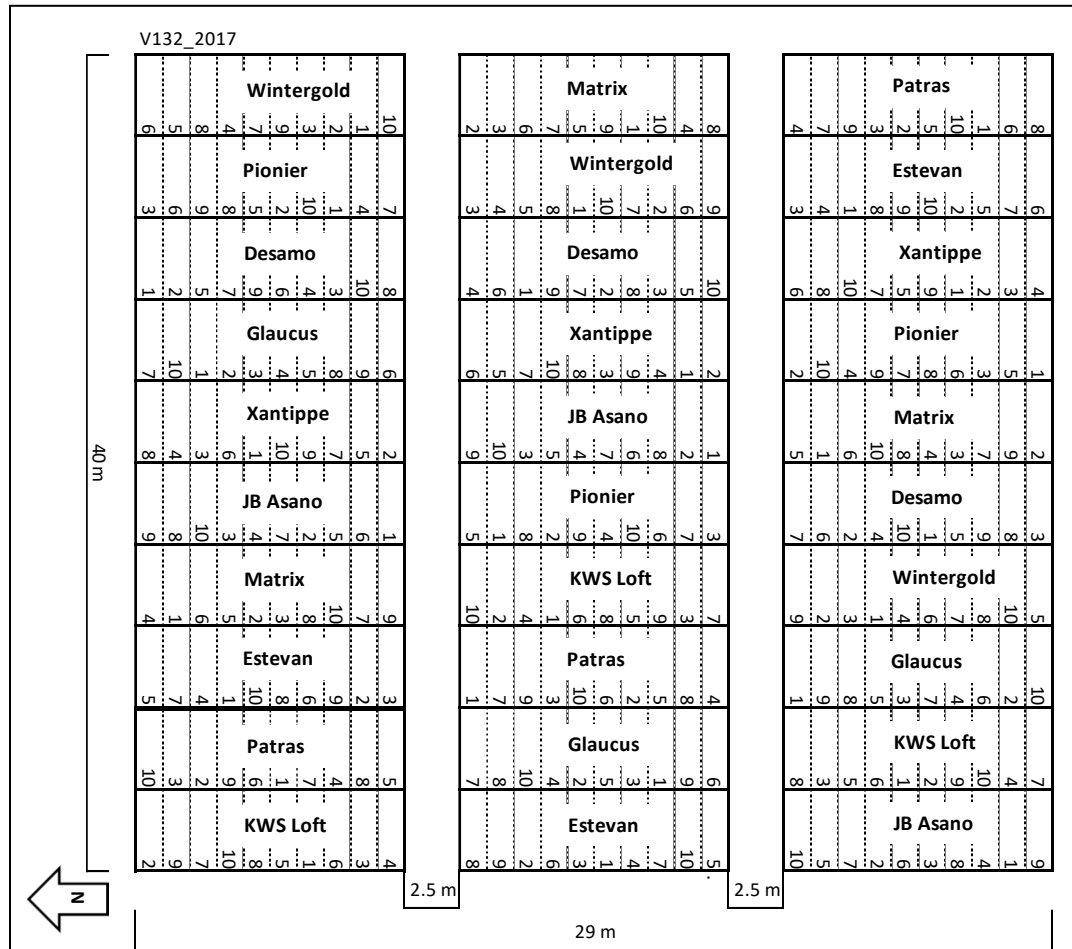 V132_2017
Wintergold Matrix Patras
6 5 8 4 7 9 3 2 1 10 2 3 6 7 5 9 1 10 4 8 4 7 9 3 2 5 10 1 6 8
Pionier Wintergold Estevan
3 6 9 8 5 2 10 1 4 7 3 4 5 8 1 10 7 2 6 9 3 4 1 8 9 10 2 5 7 6
Desamo Desamo Xantippe
1 2 5 7 9 6 4 3 10 8 4 6 1 9 7 2 8 3 5 10 6 8 10 7 5 9 1 2 3 4
Glaucus Xantippe Pionier
7 10 1 2 3 4 5 8 9 6 6 5 7 10 8 3 9 4 1 2 2 10 4 9 7 8 6 3 5 1
Xantippe JB Asano Matrix
8 4 3 6 1 10 9 7 5 2 9 10 3 5 4 7 6 8 2 1 5 1 6 10 8 4 3 7 9 2
40 m
JB Asano Pionier Desamo
9 8 10 3 4 7 2 5 6 1 5 1 8 2 9 4 10 6 7 3 7 6 2 4 10 1 5 9 8 3
Matrix KWS Loft Wintergold
4 1 6 5 2 3 8 10 7 9 10 2 4 1 6 8 5 9 3 7 9 2 3 1 4 6 7 8 10 5
Estevan Patras Glaucus
5 7 4 1 10 8 6 9 2 3 1 7 9 3 10 6 2 5 8 4 1 9 8 5 3 7 4 6 2 10
Patras Glaucus KWS Loft
10 3 2 9 6 1 7 4 8 5 7 8 10 4 2 5 3 1 9 6 8 3 5 6 1 2 9 10 4 7
KWS Loft Estevan JB Asano
2 9 7 10 8 5 1 6 3 4 8 9 2 6 3 1 4 7 10 5 10 5 7 2 6 3 8 4 1 9
N
2.5 m 2.5 m
29 m